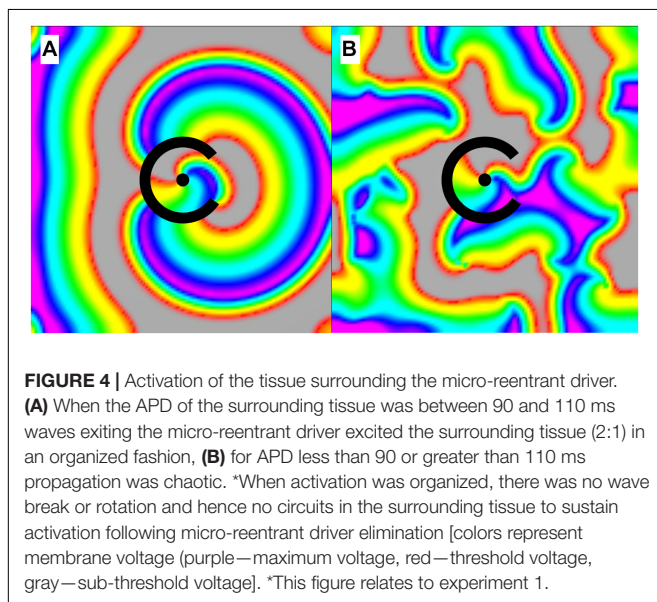 A B
FIGURE 4 | Activation of the tissue surrounding the micro-reentrant driver.
(A) When the APD of the surrounding tissue was between 90 and 110 ms
waves exiting the micro-reentrant driver excited the surrounding tissue (2:1) in
an organized fashion, (B) for APD less than 90 or greater than 110 ms
propagation was chaotic. *When activation was organized, there was no wave
break or rotation and hence no circuits in the surrounding tissue to sustain
activation following micro-reentrant driver elimination [colors represent
membrane voltage (purple—maximum voltage, red—threshold voltage,
gray—sub-threshold voltage]. *This figure relates to experiment 1.